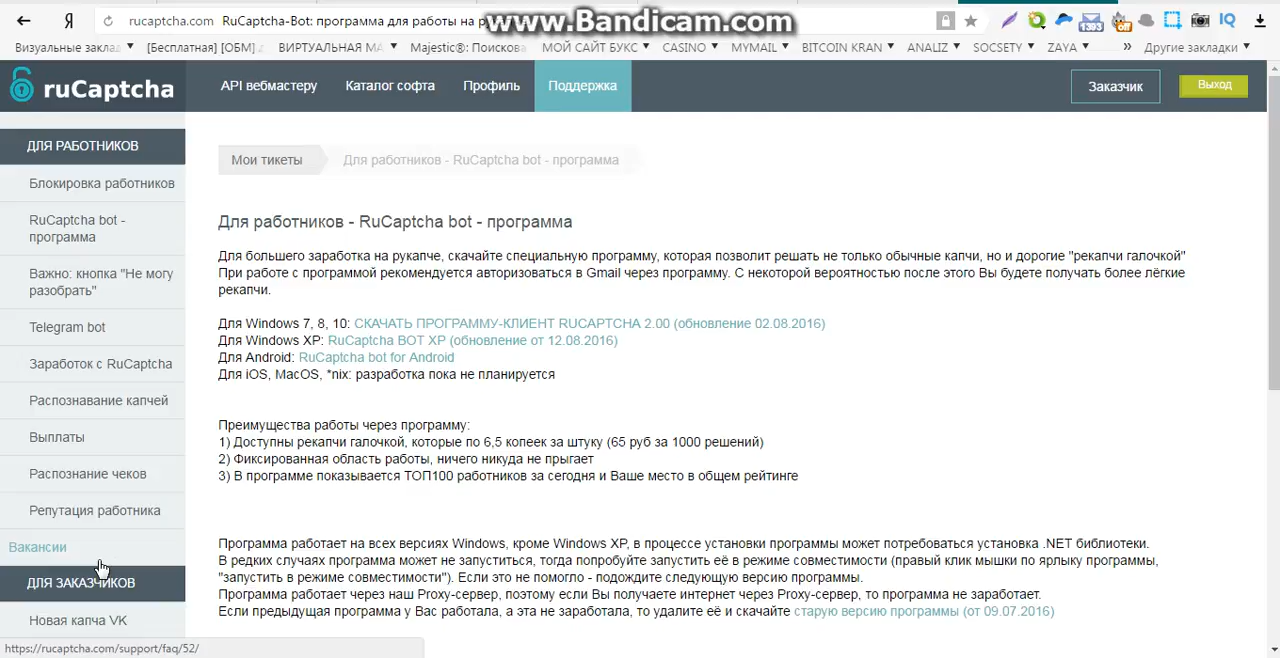 Я rucaptcha.com RuCaptcha-Bot: программа для работы на р
www.Bandicam.com
1393
off
IQ
Визуальные заклад [Бесплатная] [ОБМ] ВИРТУАЛЬНАЯ МА Majestic®: Поискова МОЙ САЙТ БУКС CASINO MYMAIL BITCOIN KRAN ANALIZ SOCSETY ZAYA » Другие закладки
ruCaptcha
API вебмастеру
Каталог софта
Профиль
Поддержка
Заказчик
Выход
ДЛЯ РАБОТНИКОВ
Блокировка работников
RuCaptcha bot -
программа
Важно: кнопка "Не могу
разобрать"
Telegram bot
Заработок с RuCaptcha
Распознавание капчей
Выплаты
Распознание чеков
Репутация работника
Вакансии
ДЛЯ ЗАКАЗЧИКОВ
Новая капча VK
Мои тикеты
Для работников - RuCaptcha bot - программа
Для работников - RuCaptcha bot - программа
Для большего заработка на рукапче, скачайте специальную программу, которая позволит решать не только обычные капчи, но и дорогие "рекапчи галочкой"
При работе с программой рекомендуется авторизоваться в Gmail через программу. С некоторой вероятностью после этого Вы будете получать более лёгкие
рекапчи.
Для Windows 7, 8, 10: СКАЧАТЬ ПРОГРАММУ-КЛИЕНТ RUCAPTCHA 2.00 (обновление 02.08.2016)
Для Windows XP: RuCaptcha BOT XP (обновление от 12.08.2016)
Для Android: RuCaptcha bot for Android
Для iOS, MacOS, *nix: разработка пока не планируется
Преимущества работы через программу:
1) Доступны рекапчи галочкой, которые по 6,5 копеек за штуку (65 руб за 1000 решений)
2) Фиксированная область работы, ничего никуда не прыгает
3) В программе показывается ТОП100 работников за сегодня и Ваше место в общем рейтинге
Программа работает на всех версиях Windows, кроме Windows XP, в процессе установки программы может потребоваться установка .NET библиотеки.
В редких случаях программа может не запуститься, тогда попробуйте запустить её в режиме совместимости (правый клик мышки по ярлыку программы,
"запустить в режиме совместимости"). Если это не помогло - подождите следующую версию программы.
Программа работает через наш Proxy-сервер, поэтому если Вы получаете интернет через Proxy-сервер, то программа не заработает.
Если предыдущая программа у Вас работала, а эта не заработала, то удалите её и скачайте старую версию программы (от 09.07.2016)
https://rucaptcha.com/support/faq/52/